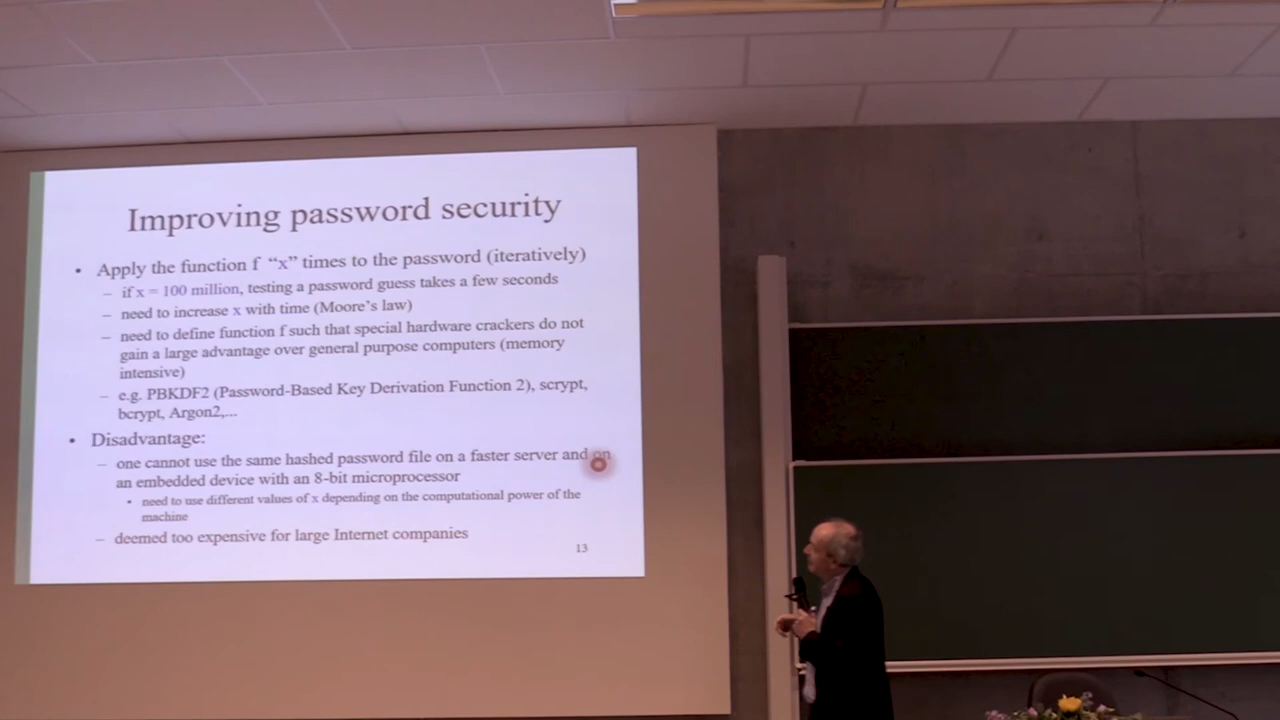 Improving password security
• Apply the function f “x” times to the password (iteratively)
– if x = 100 million, testing a password guess takes a few seconds
– need to increase x with time (Moore’s law)
– need to define function f such that special hardware crackers do not
gain a large advantage over general purpose computers (memory
intensive)
– e.g. PBKDF2 (Password-Based Key Derivation Function 2), scrypt,
bcrypt, Argon2,...
• Disadvantage:
– one cannot use the same hashed password file on a faster server and on
an embedded device with an 8-bit microprocessor
• need to use different values of x depending on the computational power of the
machine
– deemed too expensive for large Internet companies
13